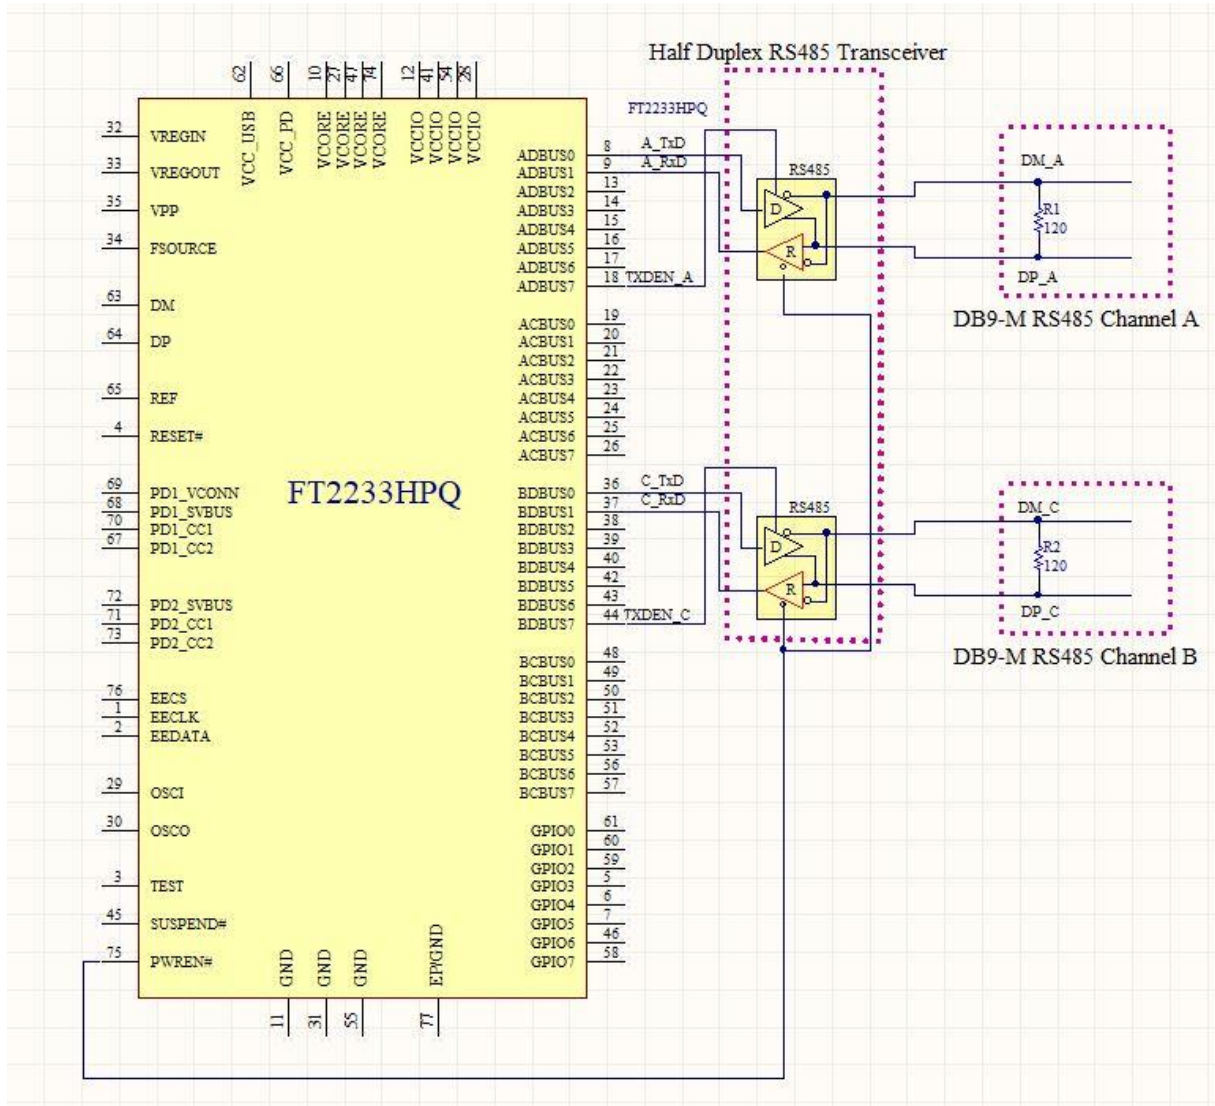 Half Duplex RS485 Transceiver
FT2233HPQ
62
66
10
27
47
74
12
41
54
28
VCC_USB
VCC_PD
VCORE
VCORE
VCORE
VCORE
VCCIO
VCCIO
VCCIO
VCCIO
32 VREGIN
33 VREGOUT
35 VPP
34 FSOURCE
63 DM
64 DP
65 REF
4 RESET#
69 PD1_VCONN
68 PD1_SVBUS
70 PD1_CC1
67 PD1_CC2
72 PD2_SVBUS
71 PD2_CC1
73 PD2_CC2
76 EECS
1 EECLK
2 EEDATA
29 OSCI
30 OSCO
3 TEST
45 SUSPEND#
75 PWREN#
FT2233HPQ
GND
GND
GND
EP/GND
11
31
55
77
ADBUS0 8 A_TxD
ADBUS1 9 A_RxD
ADBUS2 13
ADBUS3 14
ADBUS4 15
ADBUS5 16
ADBUS6 17
ADBUS7 18 TXDEN_A
ACBUS0 19
ACBUS1 20
ACBUS2 21
ACBUS3 22
ACBUS4 23
ACBUS5 24
ACBUS6 25
ACBUS7 26
BDBUS0 36 C_TxD
BDBUS1 37 C_RxD
BDBUS2 38
BDBUS3 39
BDBUS4 40
BDBUS5 42
BDBUS6 43
BDBUS7 44 TXDEN_C
BCBUS0 48
BCBUS1 49
BCBUS2 50
BCBUS3 51
BCBUS4 52
BCBUS5 53
BCBUS6 56
BCBUS7 57
GPIO0 61
GPIO1 60
GPIO2 59
GPIO3 5
GPIO4 6
GPIO5 7
GPIO6 46
GPIO7 58
RS485
D
R
DM_A
R1
120
DP_A
DB9-M RS485 Channel A
RS485
D
R
DM_C
R2
120
DP_C
DB9-M RS485 Channel B